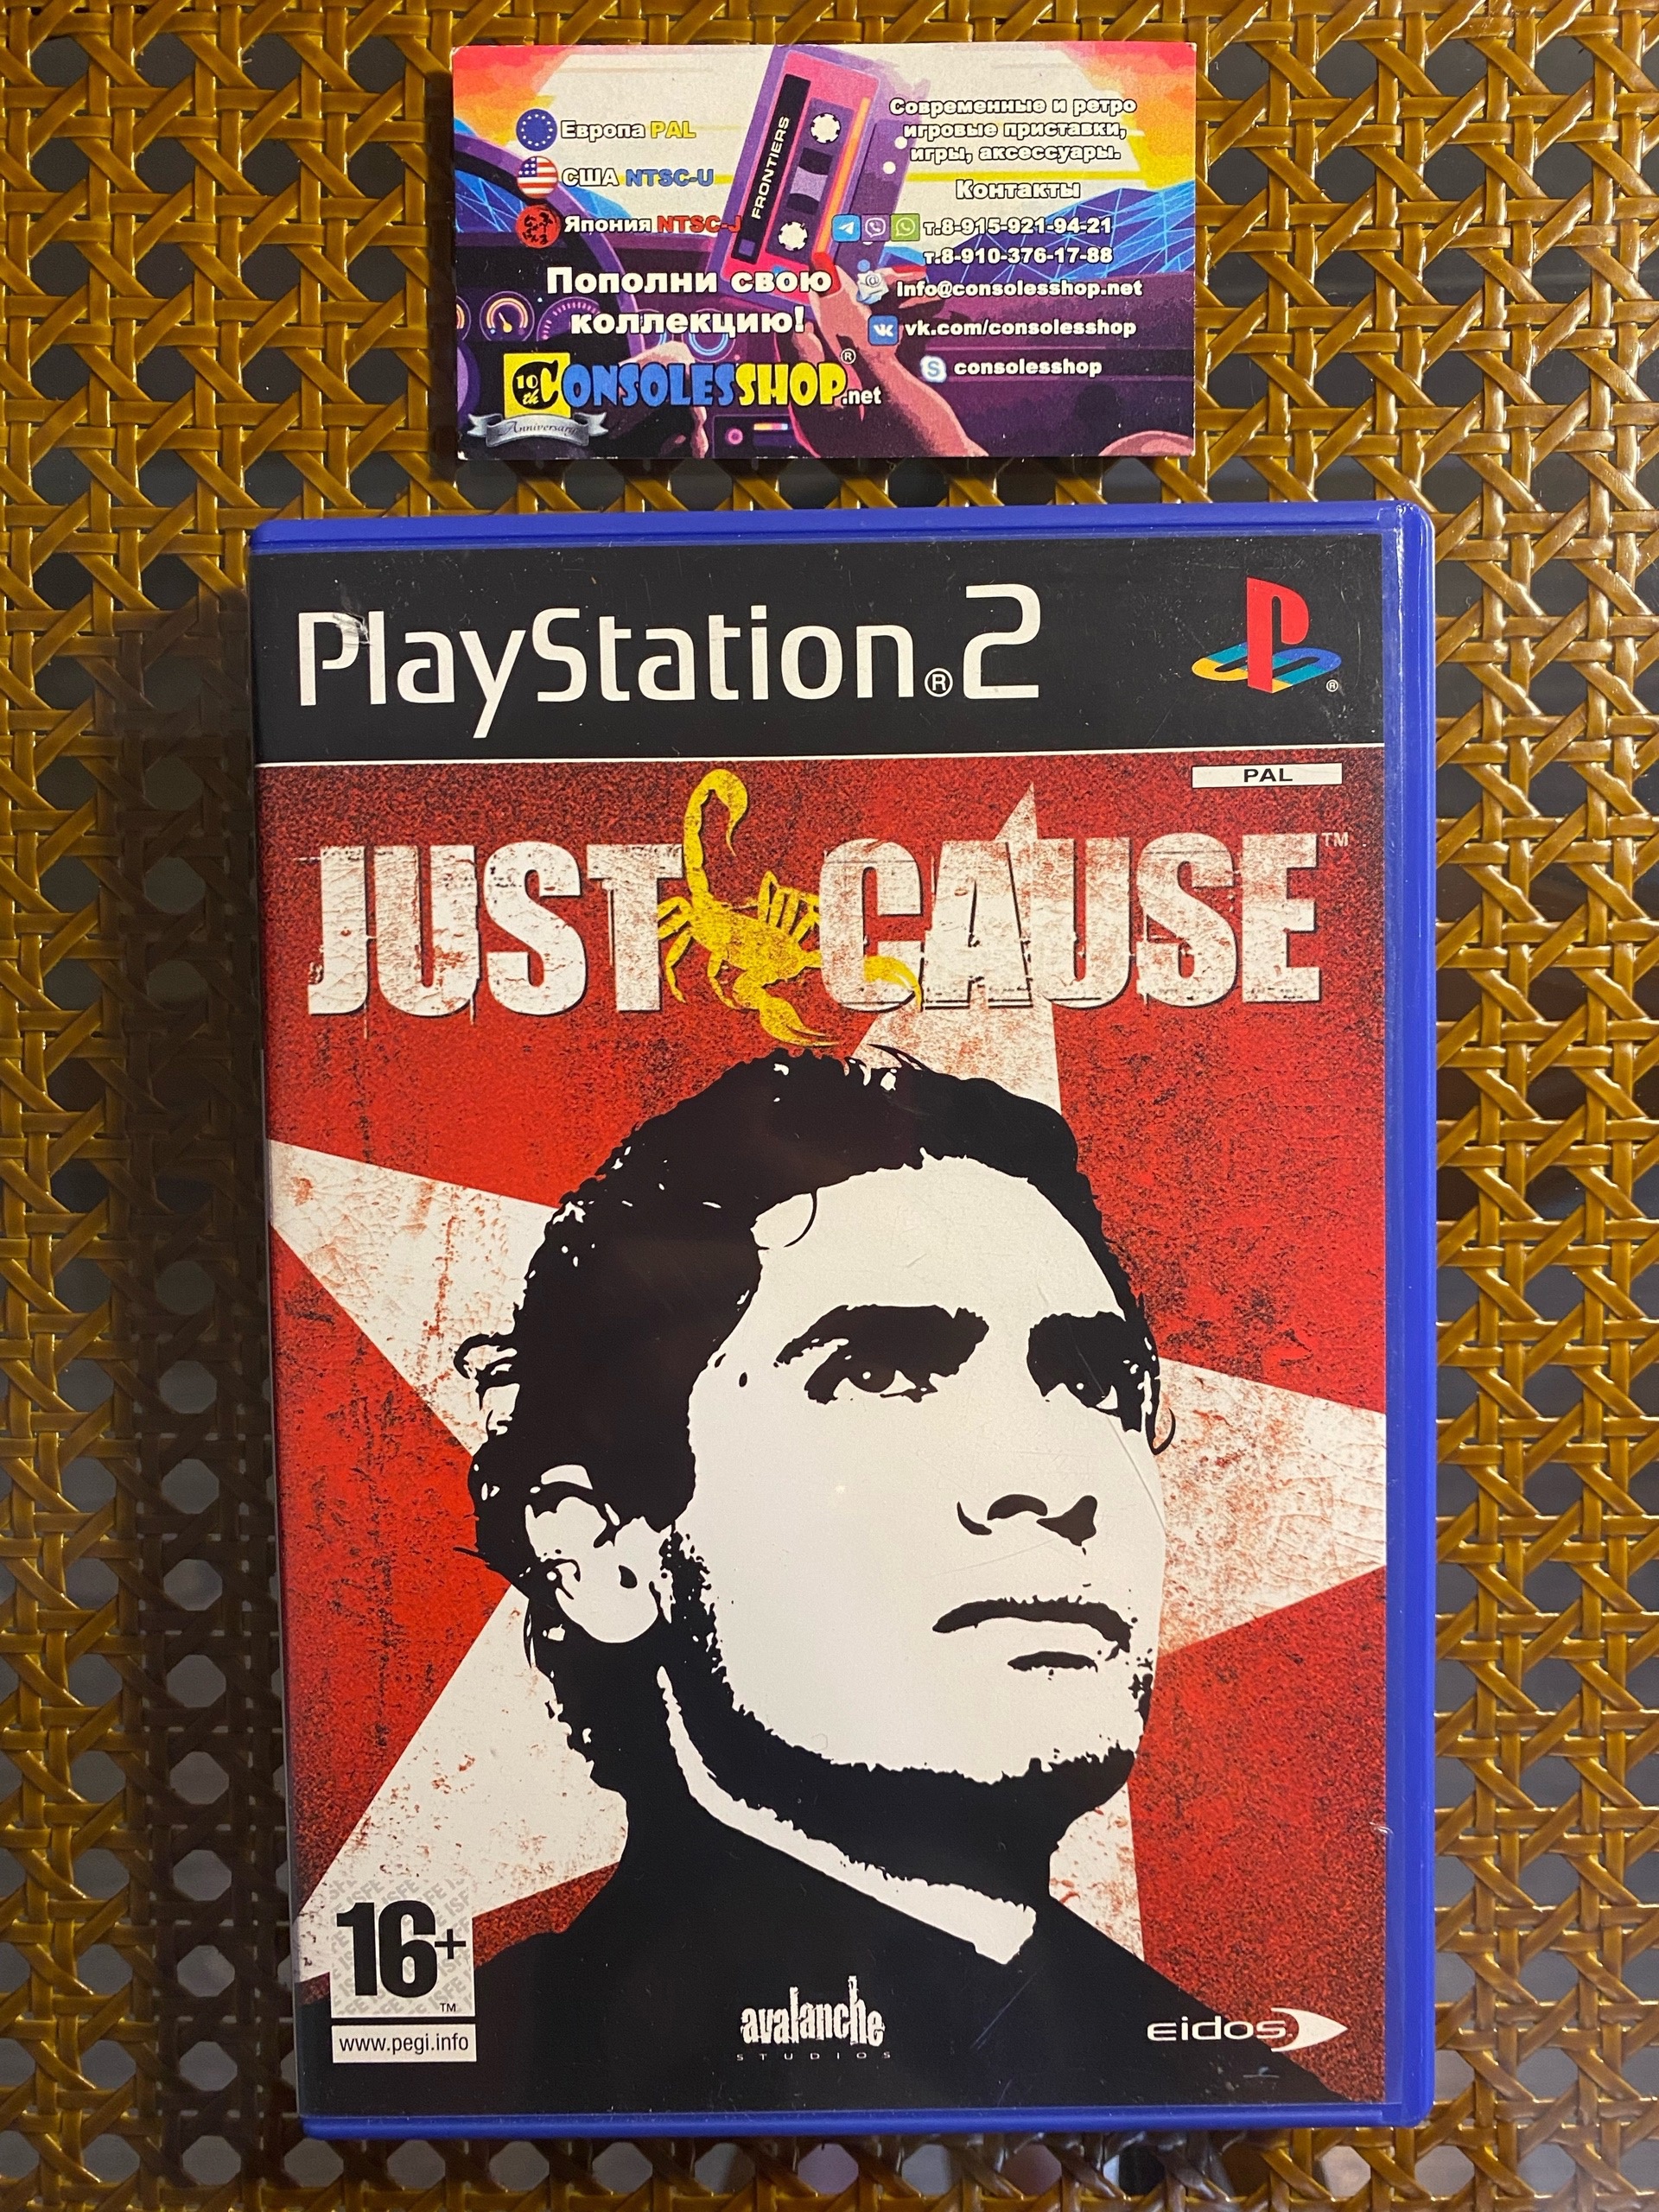 Европа PAL
США NTSC-U
Япония NTSC-J
Пополни свою
коллекцию!
10th
CONSOLESSHOP®.net
Anniversary
FRONTIERS
Современные и ретро
игровые приставки,
игры, аксессуары.
Контакты
т.8-915-921-94-21
т.8-910-376-17-88
info@consolesshop.net
vk.com/consolesshop
consolesshop
PlayStation®2
PAL
JUST CAUSE™
16+
™
www.pegi.info
avalanche
STUDIOS
eidos